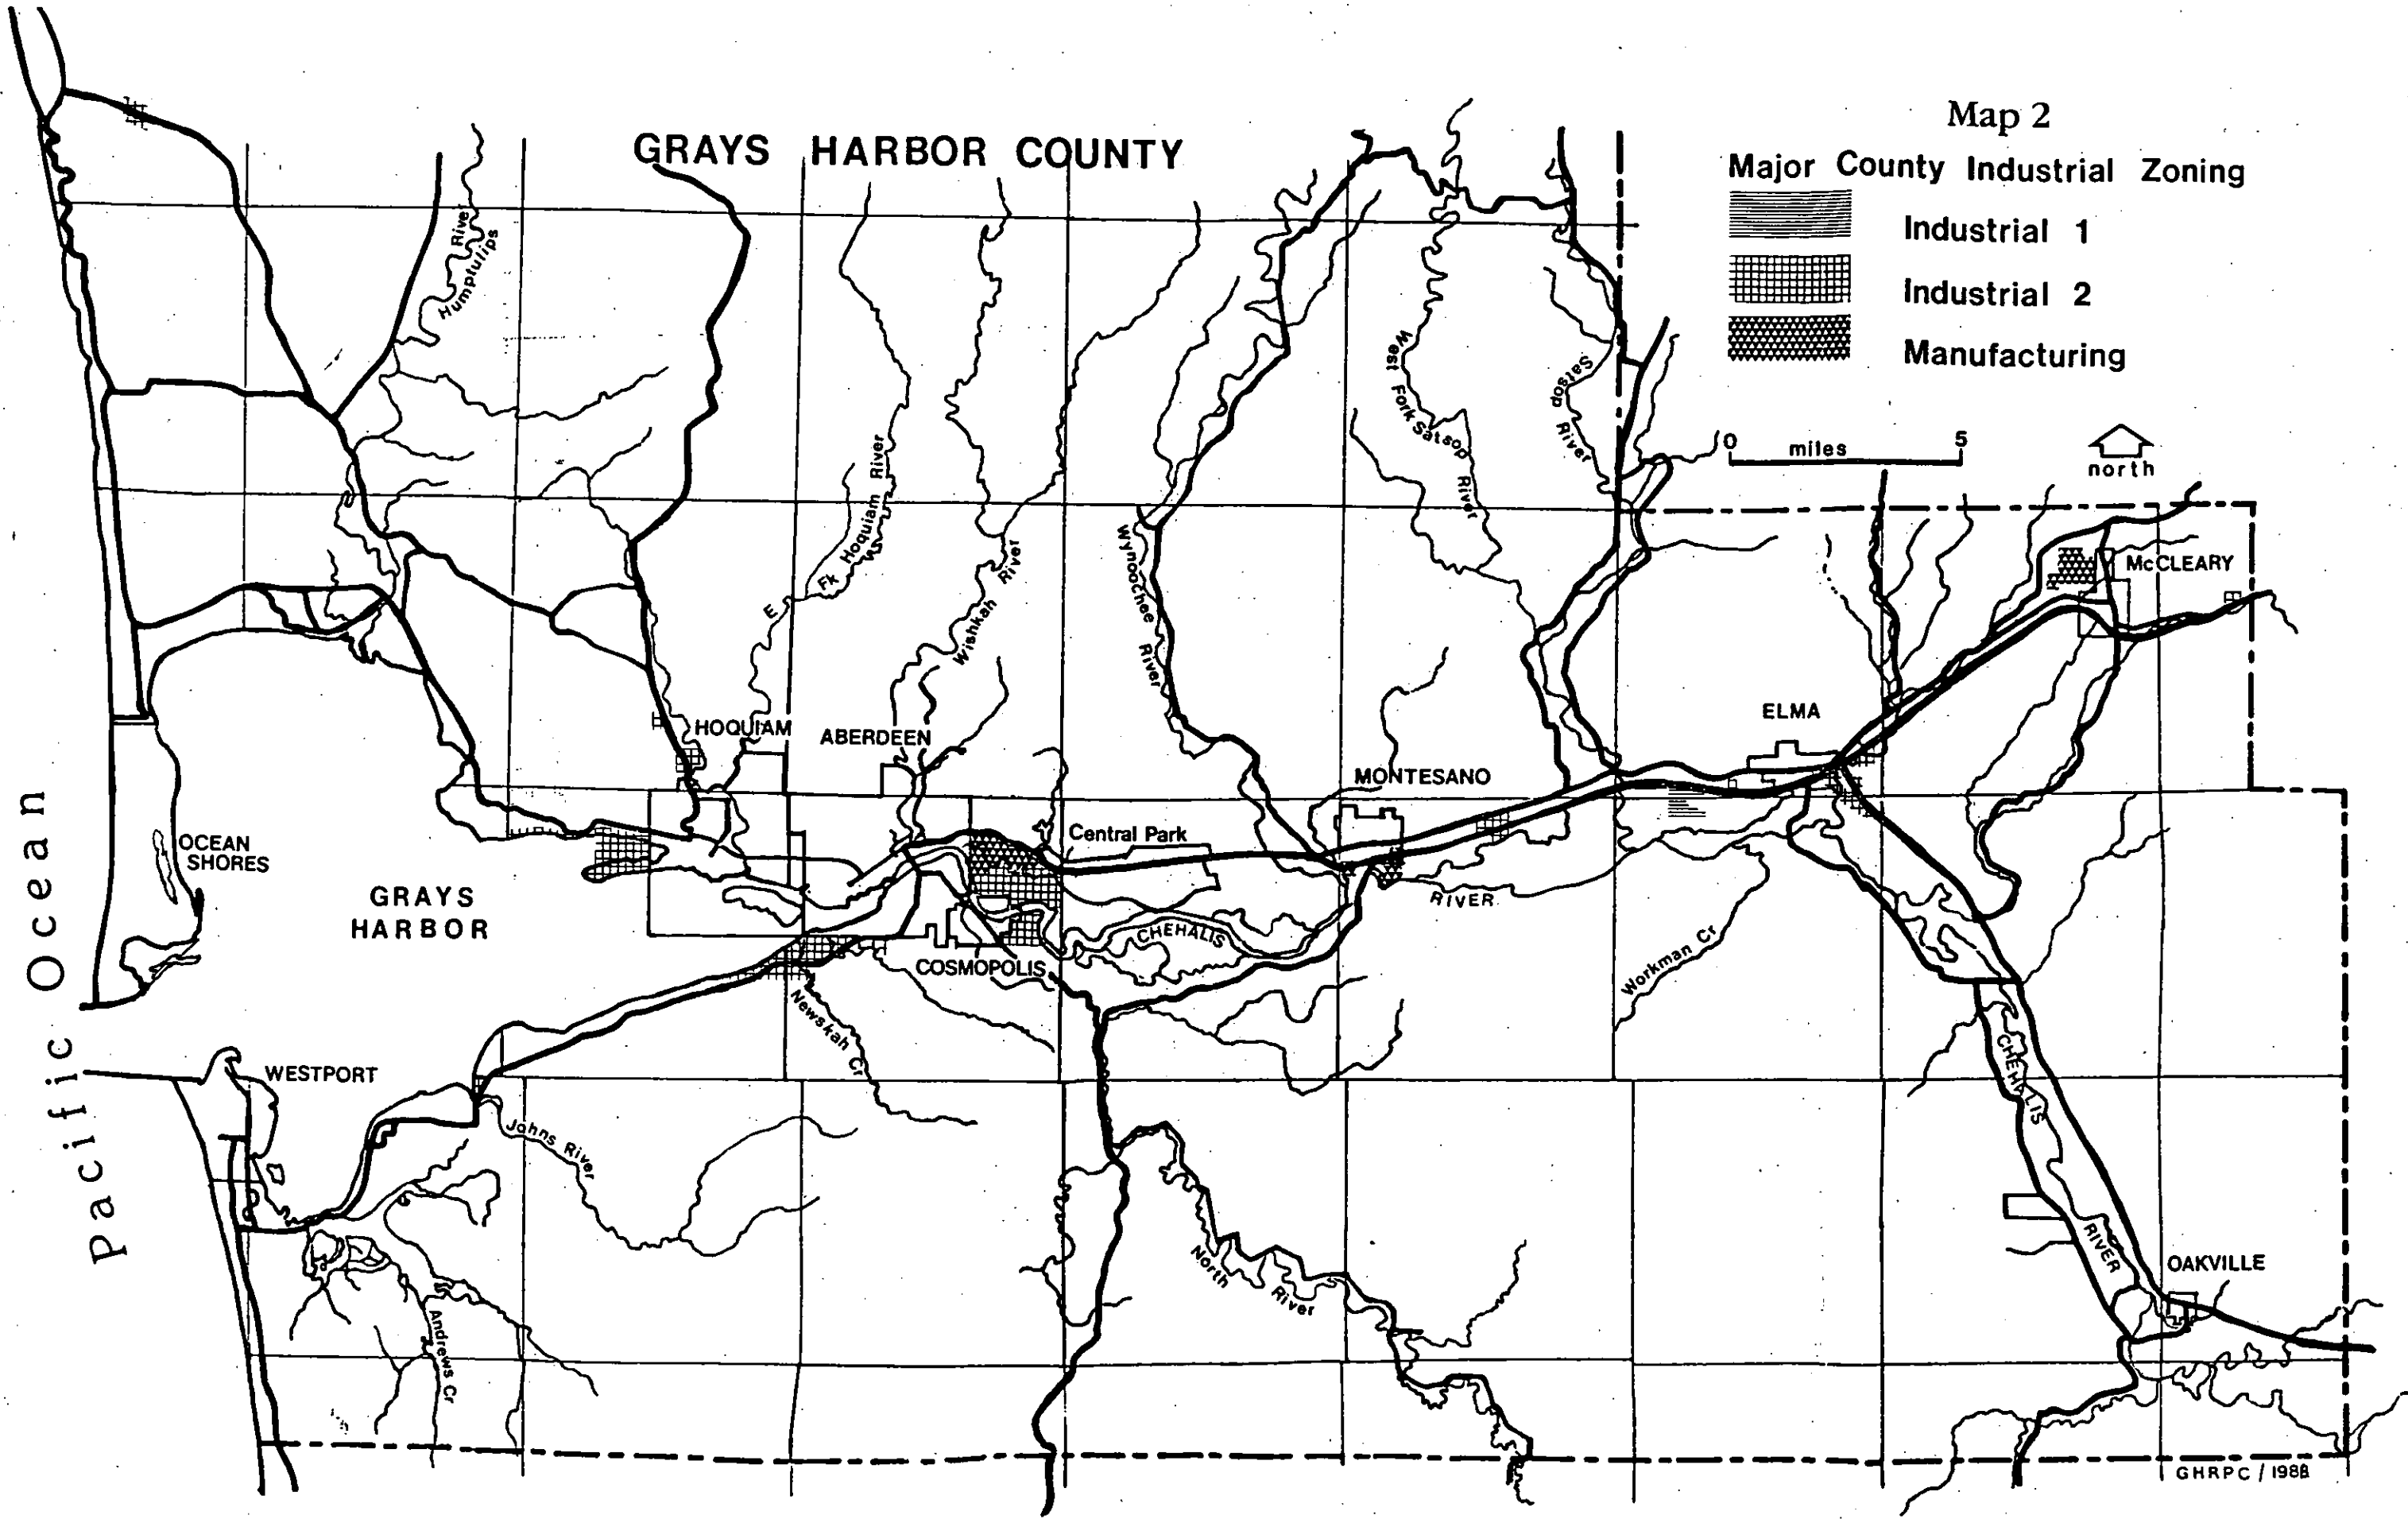 Map 2
GRAYS HARBOR COUNTY
Major County Industrial Zoning
Industrial 1
Industrial 2
Manufacturing
0 miles 5
north
Humptulips River
E Fk Hoquiam River
Wishkah River
Wynoochee River
West Fork Satsop River
Satsop River
McCLEARY
HOQUIAM
ABERDEEN
ELMA
MONTESANO
Central Park
OCEAN
SHORES
GRAYS
HARBOR
Pacific Ocean
COSMOPOLIS
CHEHALIS
RIVER
Workman Cr
Newskah Cr
WESTPORT
Johns River
CHEHALIS
RIVER
North River
OAKVILLE
Andrews Cr
GHRPC / 1988